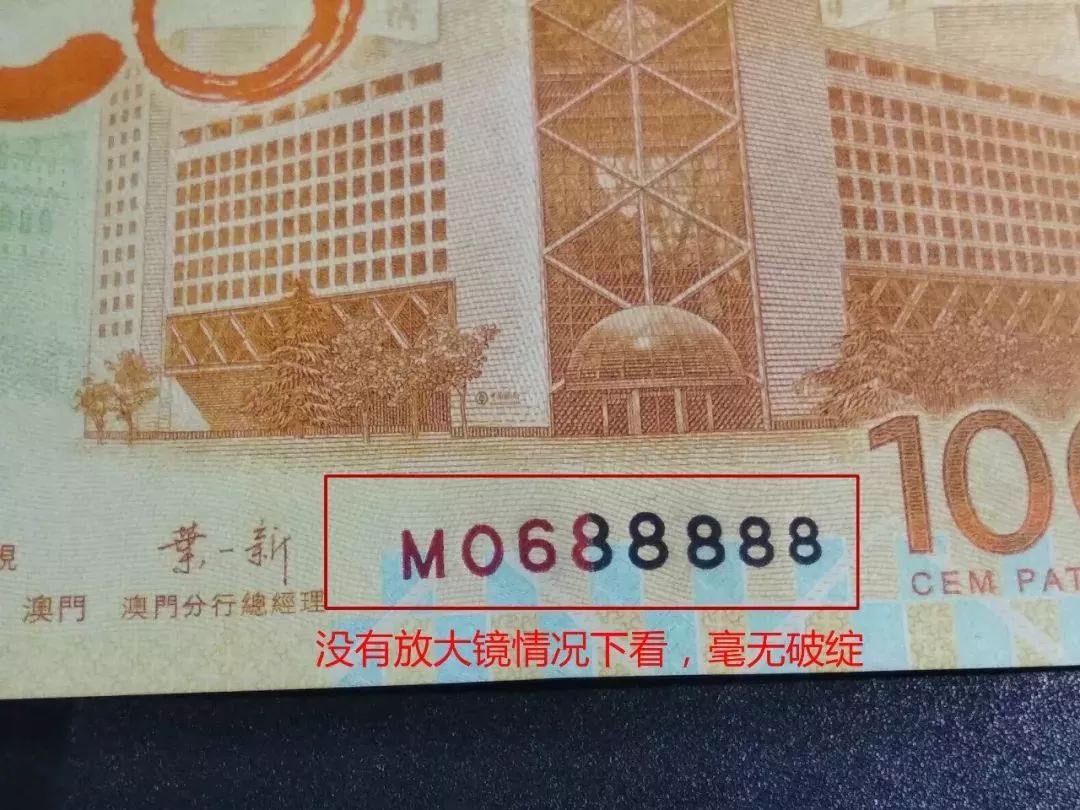 葉一新
MO688888
100
CEM PAT
澳門 澳門分行總經理
没有放大镜情况下看，毫无破绽